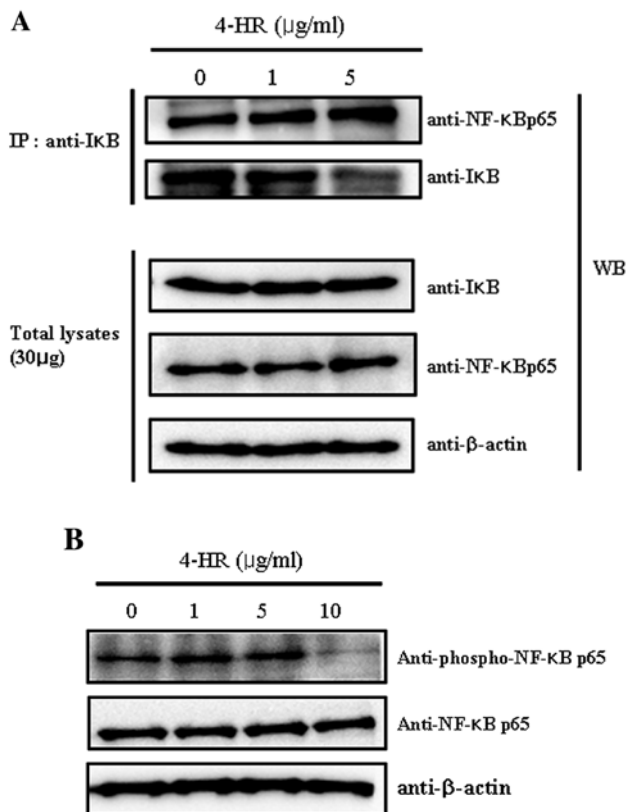 A
4-HR (μg/ml)
0 1 5
IP : anti-IκB
anti-NF-κBp65
anti-IκB
WB
Total lysates
(30μg)
anti-IκB
anti-NF-κBp65
anti-β-actin
B
4-HR (μg/ml)
0 1 5 10
Anti-phospho-NF-κB p65
Anti-NF-κB p65
anti-β-actin